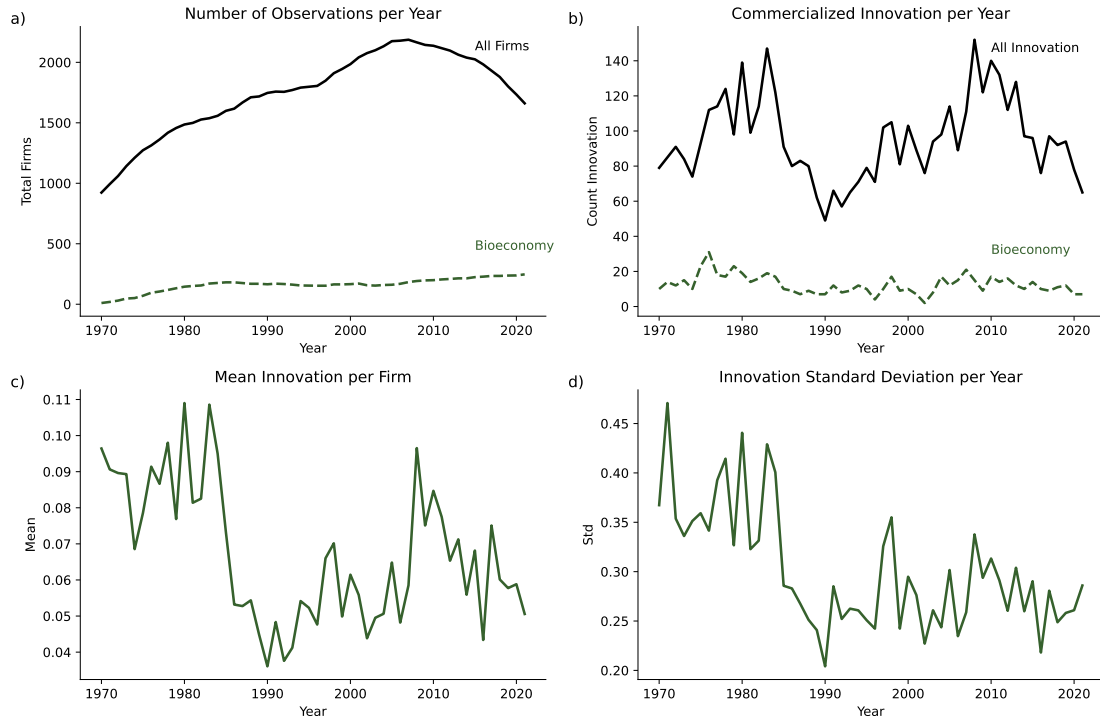 a)
Number of Observations per Year
All Firms
Bioeconomy
Total Firms
2000
1500
1000
500
0
1970 1980 1990 2000 2010 2020
Year
b)
Commercialized Innovation per Year
All Innovation
Bioeconomy
Count Innovation
140
120
100
80
60
40
20
0
1970 1980 1990 2000 2010 2020
Year
c)
Mean Innovation per Firm
Mean
0.11
0.10
0.09
0.08
0.07
0.06
0.05
0.04
1970 1980 1990 2000 2010 2020
Year
d)
Innovation Standard Deviation per Year
Std
0.45
0.40
0.35
0.30
0.25
0.20
1970 1980 1990 2000 2010 2020
Year